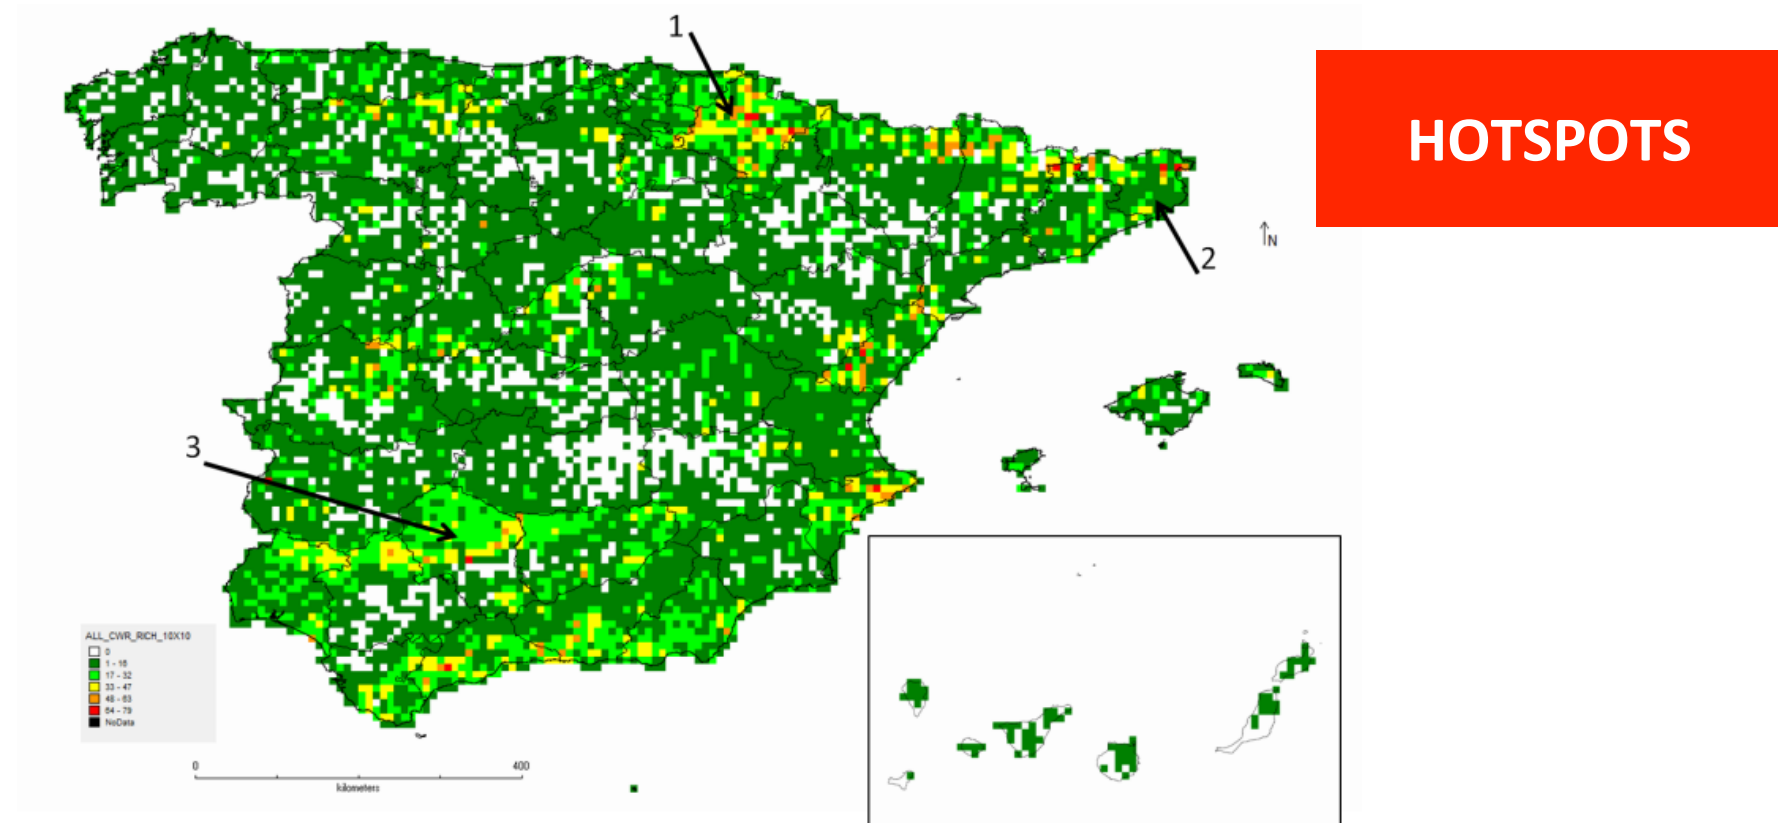 1
HOTSPOTS
N
2
3
ALL_CWR_RICH_10X10
0
1 - 16
17 - 32
33 - 47
48 - 63
64 - 79
NoData
0 400
kilometers